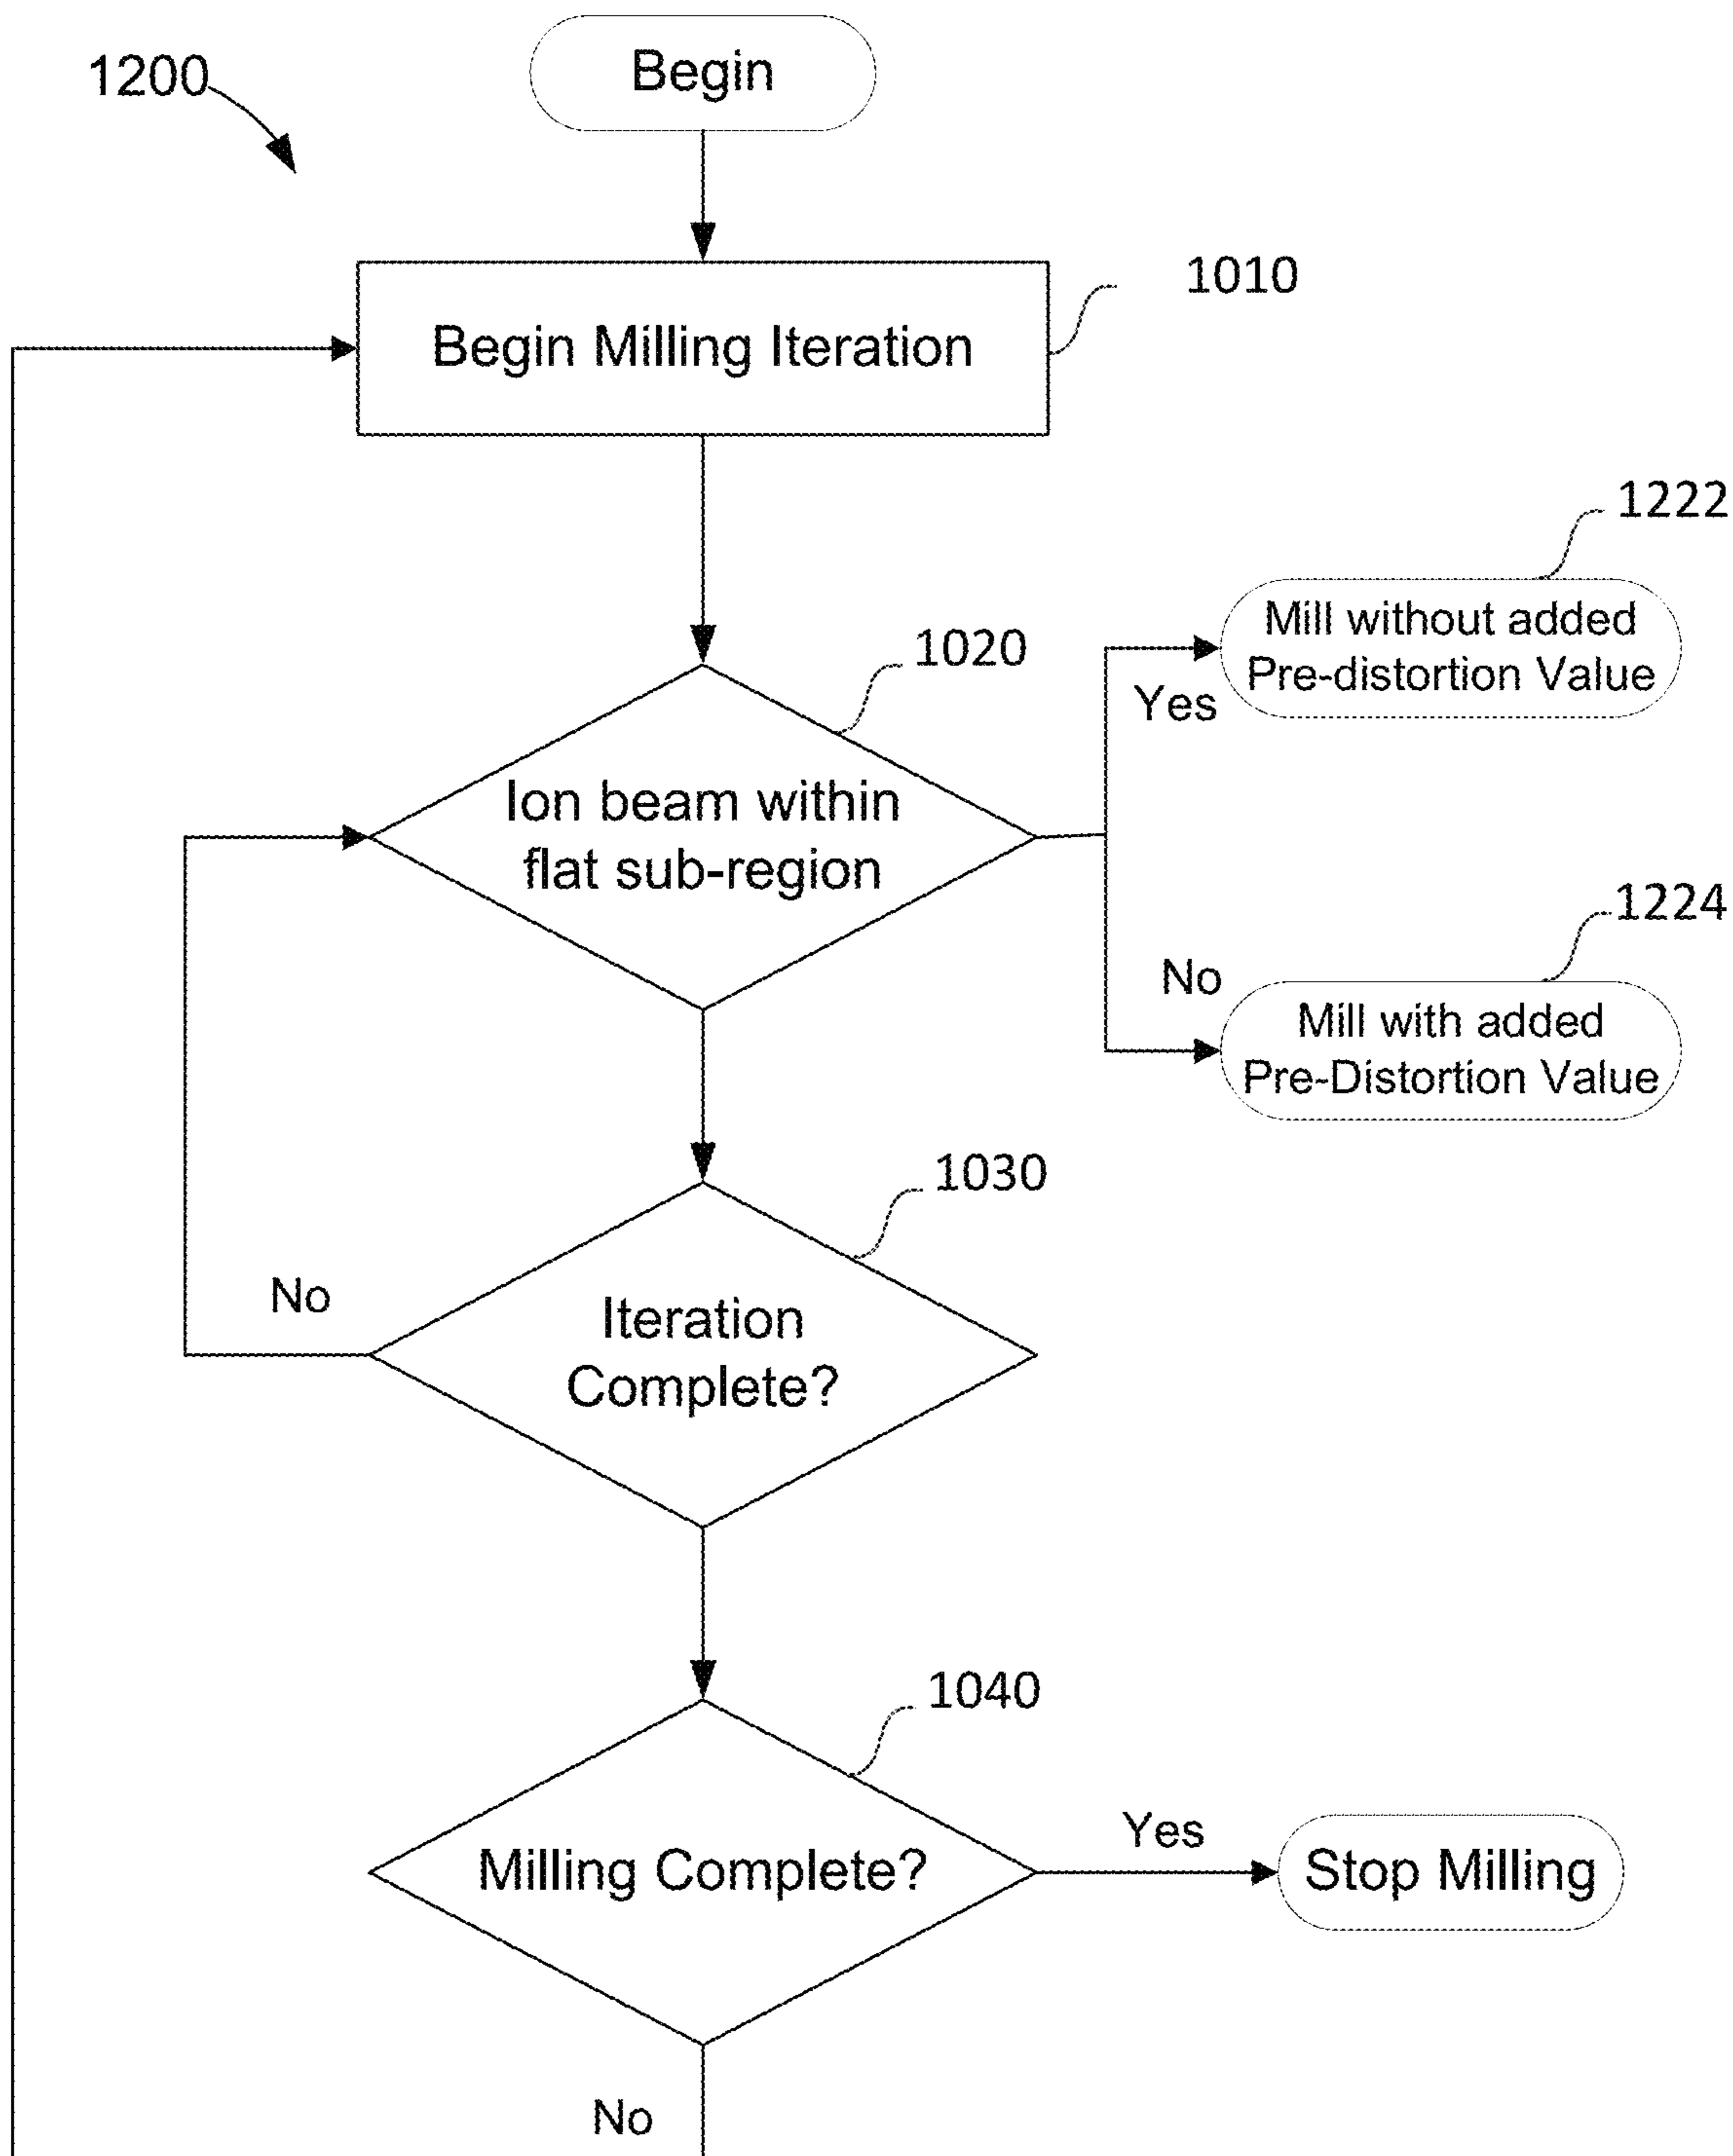 1200
Begin
1010
Begin Milling Iteration
1222
Mill without added
Pre-distortion Value
1020
Yes
Ion beam within
flat sub-region
1224
No
Mill with added
Pre-Distortion Value
1030
No
Iteration
Complete?
1040
Yes
Milling Complete?
Stop Milling
No